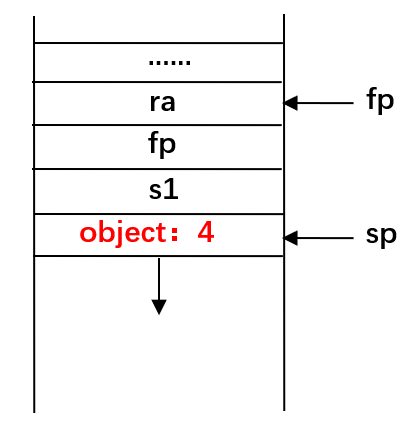 ......
ra
fp
fp
s1
object：4
sp